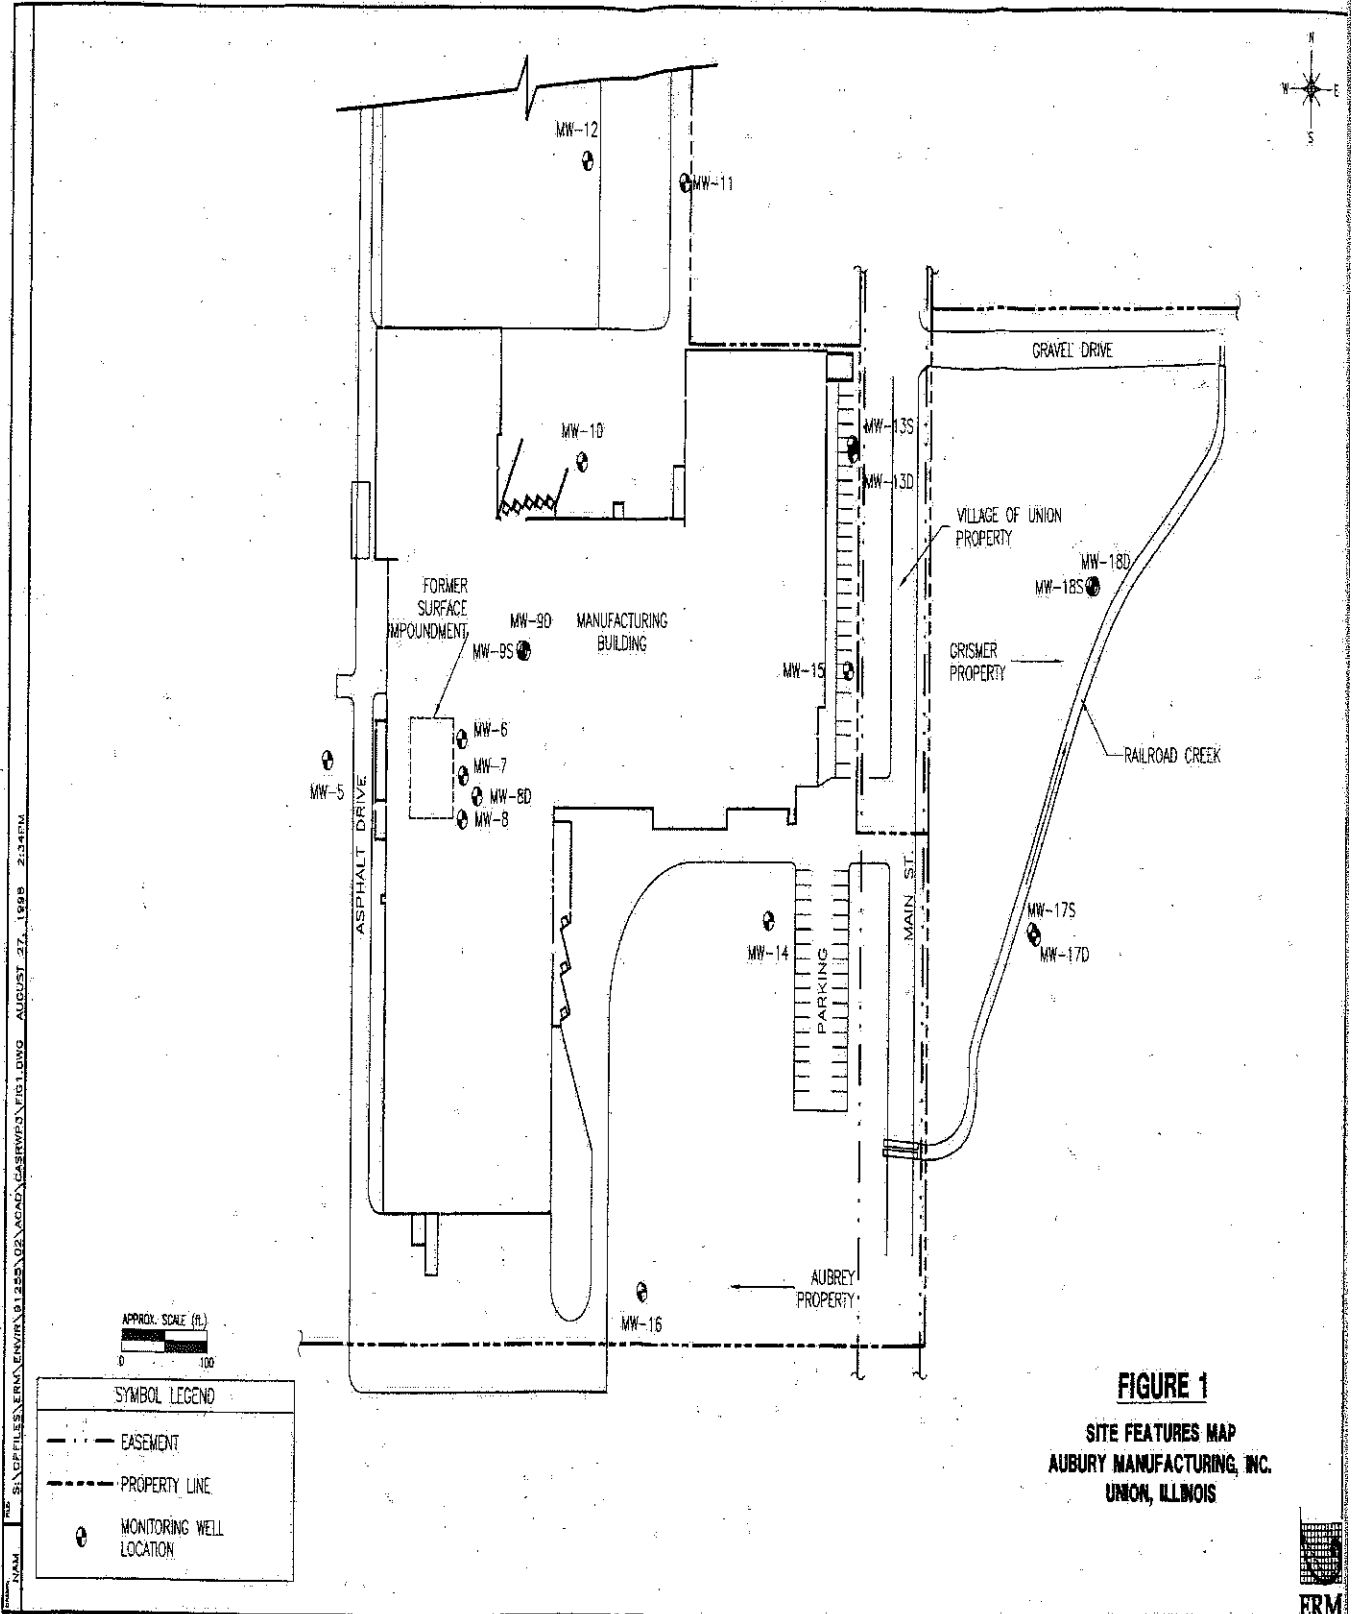 N
W
E
S
MW-12
MW-11
GRAVEL DRIVE
MW-10
MW-13S
MW-13D
VILLAGE OF UNION
PROPERTY
MW-18D
MW-18S
FORMER
SURFACE
IMPOUNDMENT
MW-9D
MW-9S
MANUFACTURING
BUILDING
MW-15
GRISMER
PROPERTY
MW-6
MW-7
MW-8D
MW-8
MW-5
RAILROAD CREEK
ASPHALT DRIVE
MAIN ST.
MW-14
PARKING
MW-17S
MW-17D
AUBREY
PROPERTY
MW-16
APPROX. SCALE (ft.)
0 100
SYMBOL LEGEND
EASEMENT
PROPERTY LINE
MONITORING WELL
LOCATION
FIGURE 1
SITE FEATURES MAP
AUBURY MANUFACTURING, INC.
UNION, ILLINOIS
ERM
AUGUST 27, 1998 2:34PM
NAM